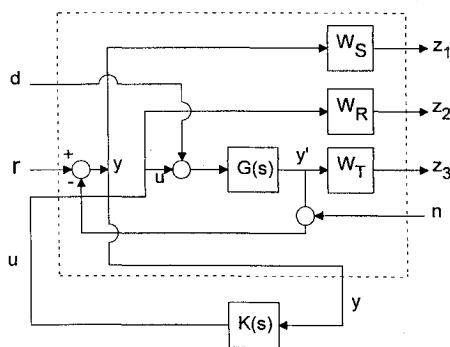 W_S
z_1
d
W_R
z_2
+
y'
r
y
u
G(s)
W_T
z_3
-
n
u
y
K(s)